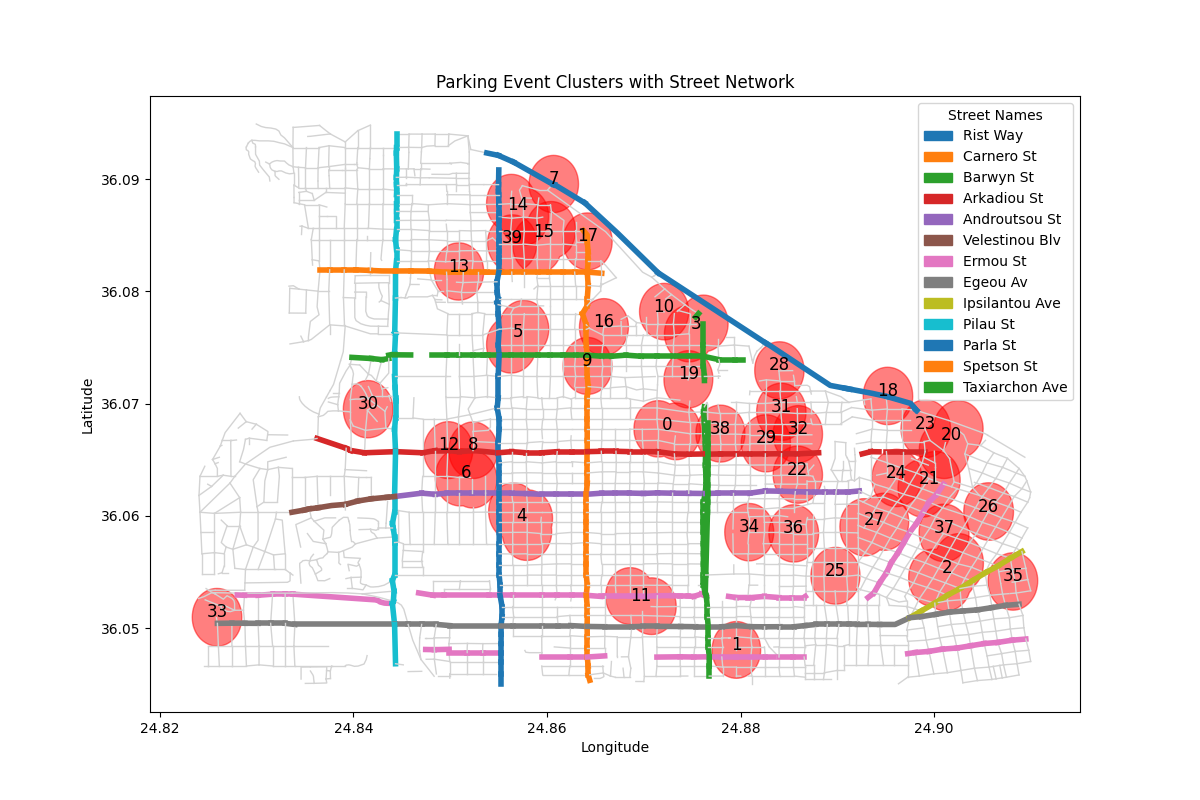 Parking Event Clusters with Street Network
Street Names
Rist Way
Carnero St
Barwyn St
Arkadiou St
Androutsou St
Velestinou Blv
Ermou St
Egeou Av
Ipsilantou Ave
Pilau St
Parla St
Spetson St
Taxiarchon Ave
Latitude
36.09
36.08
36.07
36.06
36.05
7
14
39
15
17
13
10
3
16
5
9
19
28
30
18
31
0
38
29
32
23
20
12
8
6
22
24
21
4
34
36
27
37
26
25
2
35
11
33
1
24.82
24.84
24.86
24.88
24.90
Longitude